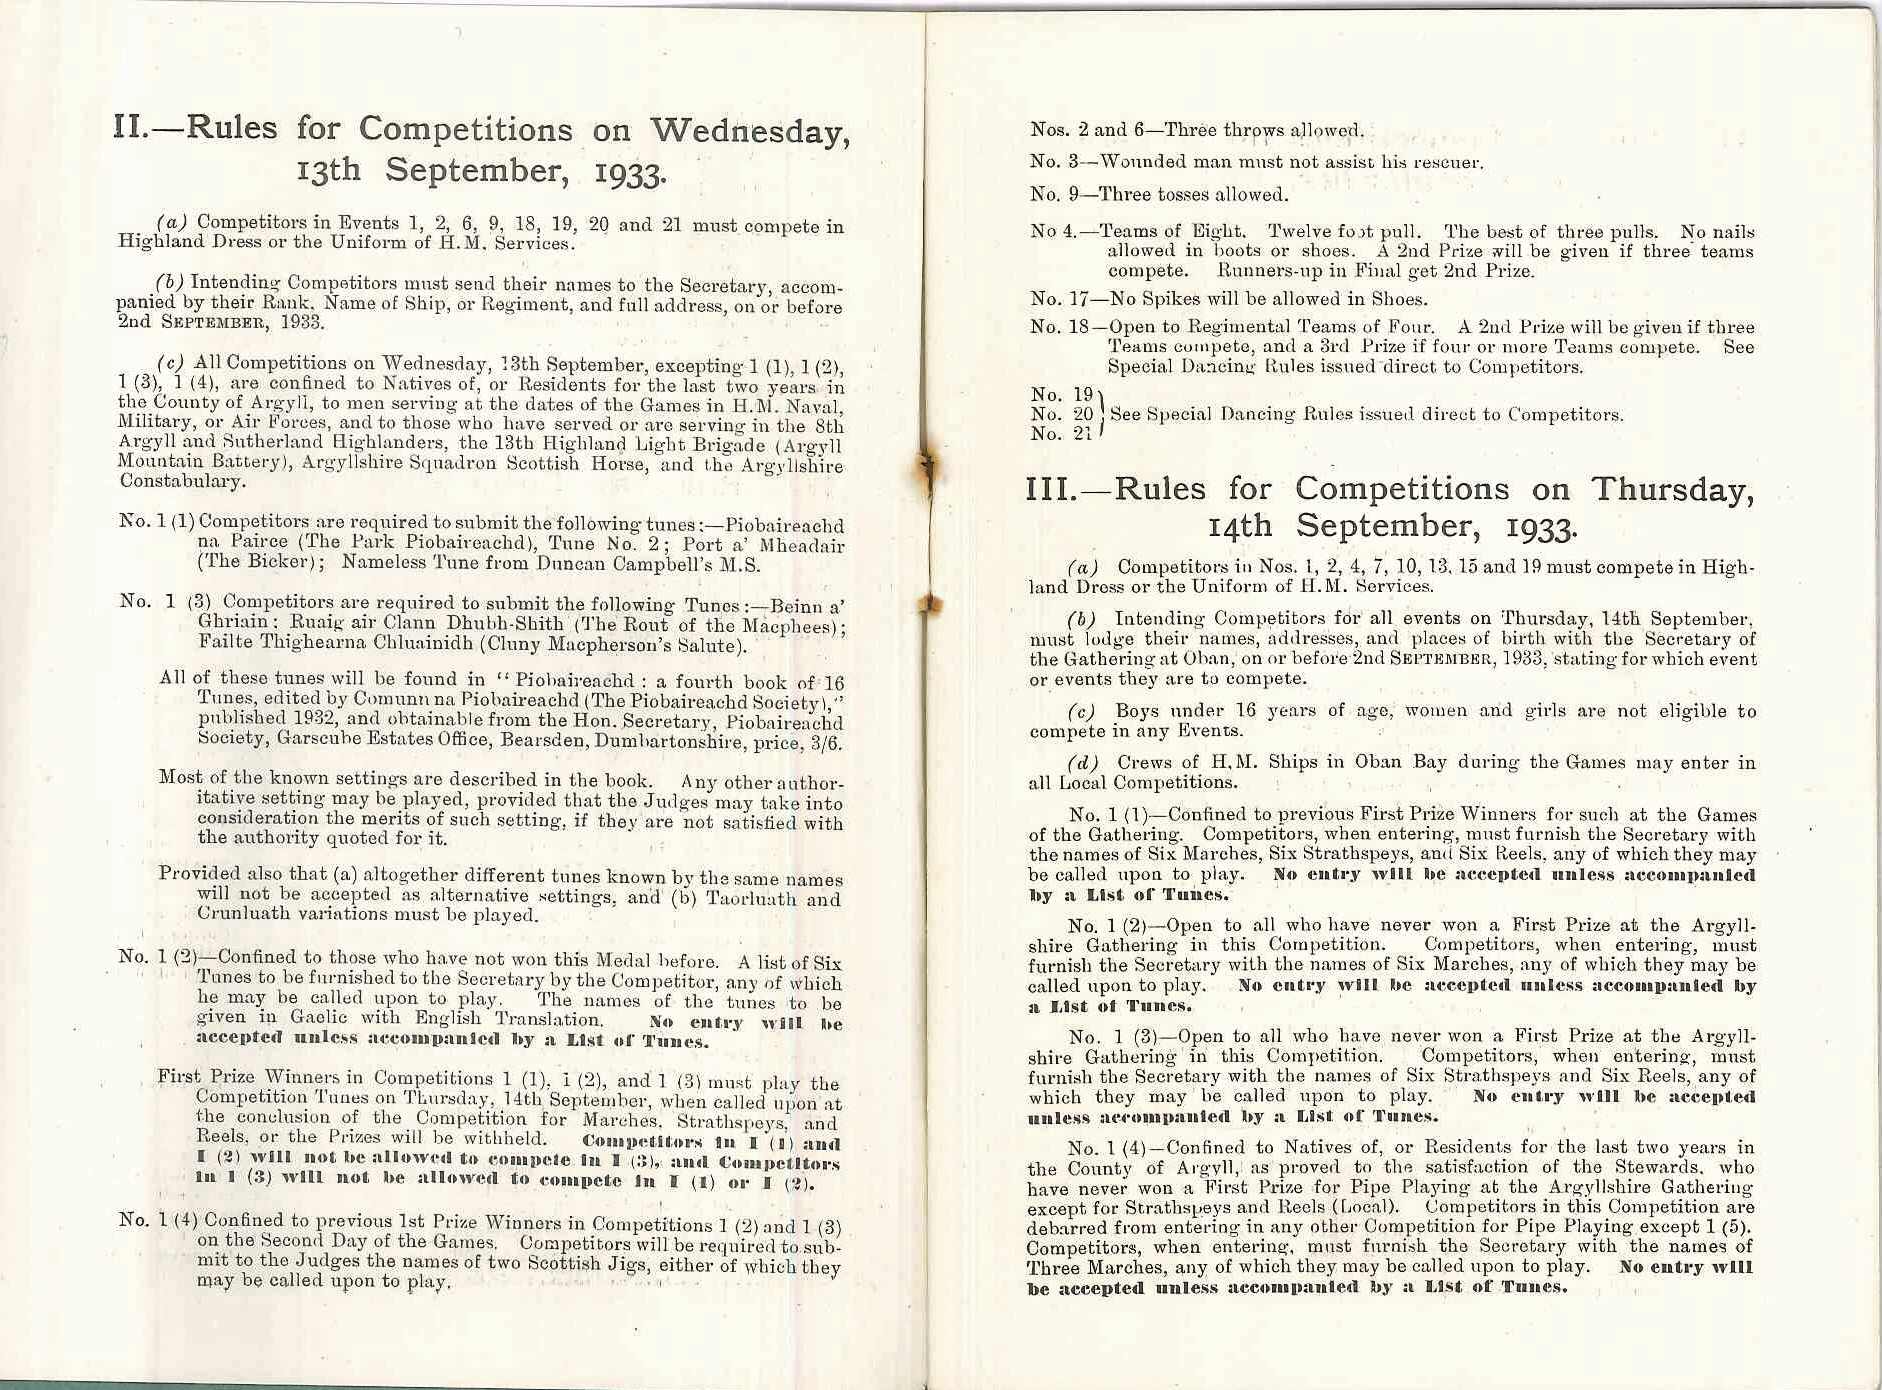 II.—Rules for Competitions on Wednesday,
13th September, 1933.
(a) Competitors in Events 1, 2, 6, 9, 18, 19, 20 and 21 must compete in
Highland Dress or the Uniform of H.M. Services.
(b) Intending Competitors must send their names to the Secretary, accom-
panied by their Rank, Name of Ship, or Regiment, and full address, on or before
2nd SEPTEMBER, 1933.
(c) All Competitions on Wednesday, 13th September, excepting 1 (1), 1 (2),
1 (3), 1 (4), are confined to Natives of, or Residents for the last two years in
the County of Argyll, to men serving at the dates of the Games in H.M. Naval,
Military, or Air Forces, and to those who have served or are serving in the 8th
Argyll and Sutherland Highlanders, the 13th Highland Light Brigade (Argyll
Mountain Battery), Argyllshire Squadron Scottish Horse, and the Argyllshire
Constabulary.
No. 1 (1) Competitors are required to submit the following tunes:—Piobaireachd
na Pairce (The Park Piobaireachd), Tune No. 2; Port a' Mheadair
(The Bicker); Nameless Tune from Duncan Campbell's M.S.
No. 1 (3) Competitors are required to submit the following Tunes:—Beinn a'
Ghriain: Ruaig air Clann Dhubh-Shith (The Rout of the Macphees);
Failte Thighearna Chluainidh (Cluny Macpherson's Salute).
All of these tunes will be found in "Piobaireachd: a fourth book of 16
Tunes, edited by Comunn na Piobaireachd (The Piobaireachd Society),"
published 1932, and obtainable from the Hon. Secretary, Piobaireachd
Society, Garscube Estates Office, Bearsden, Dumbartonshire, price, 3/6.
Most of the known settings are described in the book. Any other author-
itative setting may be played, provided that the Judges may take into
consideration the merits of such setting, if they are not satisfied with
the authority quoted for it.
Provided also that (a) altogether different tunes known by the same names
will not be accepted as alternative settings, and (b) Taorluath and
Crunluath variations must be played.
No. 1 (2)—Confined to those who have not won this Medal before. A list of Six
Tunes to be furnished to the Secretary by the Competitor, any of which
he may be called upon to play. The names of the tunes to be
given in Gaelic with English Translation. No entry will be
accepted unless accompanied by a List of Tunes.
First Prize Winners in Competitions 1 (1), 1 (2), and 1 (3) must play the
Competition Tunes on Thursday, 14th September, when called upon at
the conclusion of the Competition for Marches, Strathspeys, and
Reels, or the Prizes will be withheld. Competitors in 1 (1) and
1 (2) will not be allowed to compete in 1 (3), and Competitors
in 1 (3) will not be allowed to compete in 1 (1) or 1 (2).
No. 1 (4) Confined to previous 1st Prize Winners in Competitions 1 (2) and 1 (3)
on the Second Day of the Games. Competitors will be required to sub-
mit to the Judges the names of two Scottish Jigs, either of which they
may be called upon to play.
Nos. 2 and 6—Three throws allowed.
No. 3—Wounded man must not assist his rescuer.
No. 9—Three tosses allowed.
No 4.—Teams of Eight. Twelve foot pull. The best of three pulls. No nails
allowed in boots or shoes. A 2nd Prize will be given if three teams
compete. Runners-up in Final get 2nd Prize.
No. 17—No Spikes will be allowed in Shoes.
No. 18—Open to Regimental Teams of Four. A 2nd Prize will be given if three
Teams compete, and a 3rd Prize if four or more Teams compete. See
Special Dancing Rules issued direct to Competitors.
No. 19
No. 20 } See Special Dancing Rules issued direct to Competitors.
No. 21
III.—Rules for Competitions on Thursday,
14th September, 1933.
(a) Competitors in Nos. 1, 2, 4, 7, 10, 13, 15 and 19 must compete in High-
land Dress or the Uniform of H.M. Services.
(b) Intending Competitors for all events on Thursday, 14th September,
must lodge their names, addresses, and places of birth with the Secretary of
the Gathering at Oban, on or before 2nd SEPTEMBER, 1933, stating for which event
or events they are to compete.
(c) Boys under 16 years of age, women and girls are not eligible to
compete in any Events.
(d) Crews of H.M. Ships in Oban Bay during the Games may enter in
all Local Competitions.
No. 1 (1)—Confined to previous First Prize Winners for such at the Games
of the Gathering. Competitors, when entering, must furnish the Secretary with
the names of Six Marches, Six Strathspeys, and Six Reels, any of which they may
be called upon to play. No entry will be accepted unless accompanied
by a List of Tunes.
No. 1 (2)—Open to all who have never won a First Prize at the Argyll-
shire Gathering in this Competition. Competitors, when entering, must
furnish the Secretary with the names of Six Marches, any of which they may be
called upon to play. No entry will be accepted unless accompanied by
a List of Tunes.
No. 1 (3)—Open to all who have never won a First Prize at the Argyll-
shire Gathering in this Competition. Competitors, when entering, must
furnish the Secretary with the names of Six Strathspeys and Six Reels, any of
which they may be called upon to play. No entry will be accepted
unless accompanied by a List of Tunes.
No. 1 (4)—Confined to Natives of, or Residents for the last two years in
the County of Argyll, as proved to the satisfaction of the Stewards, who
have never won a First Prize for Pipe Playing at the Argyllshire Gathering
except for Strathspeys and Reels (Local). Competitors in this Competition are
debarred from entering in any other Competition for Pipe Playing except 1 (5).
Competitors, when entering, must furnish the Secretary with the names of
Three Marches, any of which they may be called upon to play. No entry will
be accepted unless accompanied by a List of Tunes.